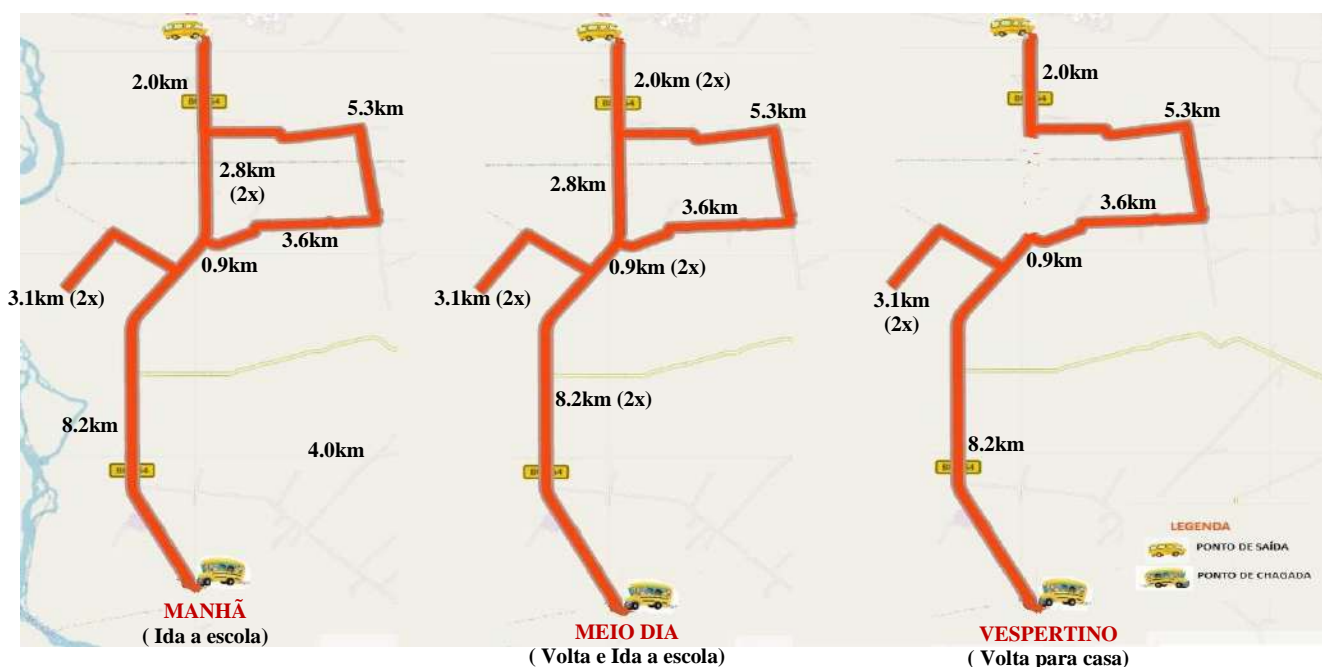 2.0km
5.3km
2.8km
(2x)
3.6km
0.9km
3.1km (2x)
8.2km
4.0km
MANHÃ
( Ida a escola)
2.0km (2x)
5.3km
2.8km
3.6km
0.9km (2x)
3.1km (2x)
8.2km (2x)
MEIO DIA
( Volta e Ida a escola)
2.0km
5.3km
3.6km
0.9km
3.1km
(2x)
8.2km
LEGENDA
PONTO DE SAÍDA
PONTO DE CHAGADA
VESPERTINO
( Volta para casa)